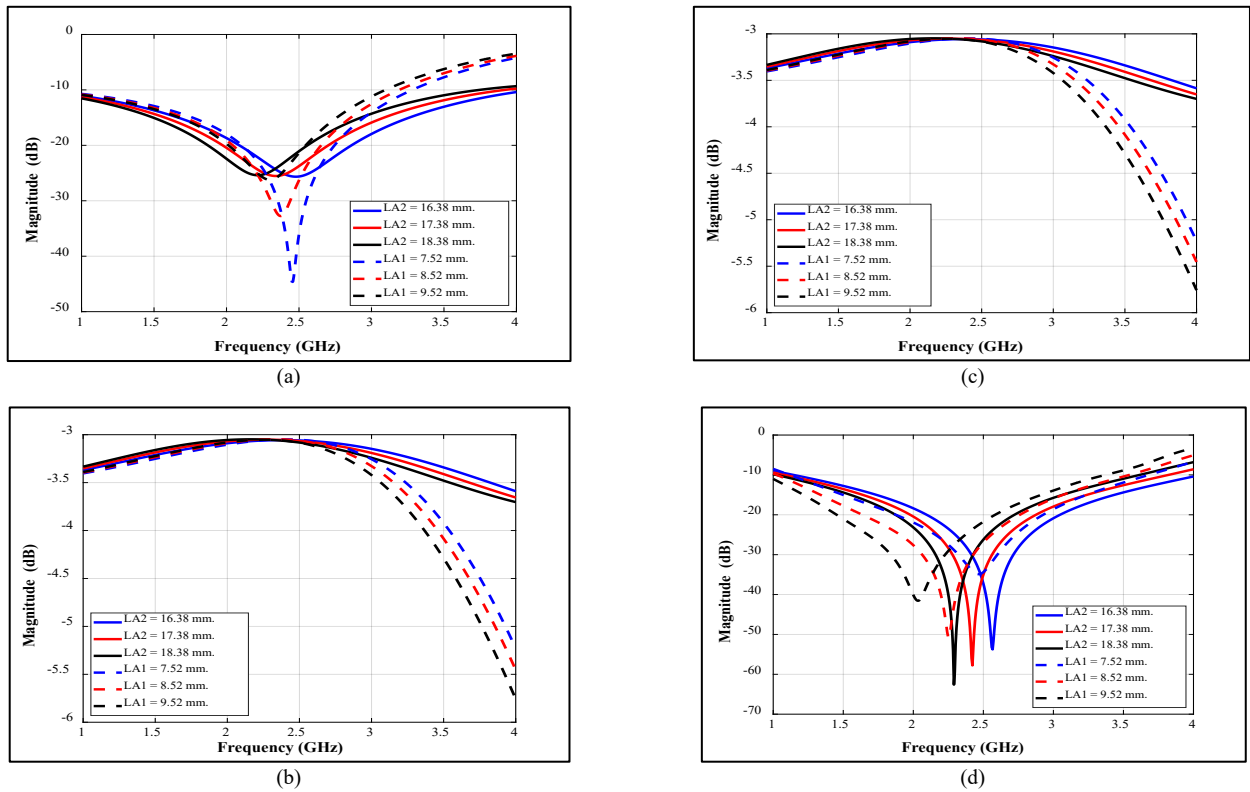 0
-10
-20
-30
-40
-50
Magnitude (dB)
LA2 = 16.38 mm.
LA2 = 17.38 mm.
LA2 = 18.38 mm.
LA1 = 7.52 mm.
LA1 = 8.52 mm.
LA1 = 9.52 mm.
1 1.5 2 2.5 3 3.5 4
Frequency (GHz)
(a)
-3
-3.5
-4
-4.5
-5
-5.5
-6
Magnitude (dB)
LA2 = 16.38 mm.
LA2 = 17.38 mm.
LA2 = 18.38 mm.
LA1 = 7.52 mm.
LA1 = 8.52 mm.
LA1 = 9.52 mm.
1 1.5 2 2.5 3 3.5 4
Frequency (GHz)
(c)
-3
-3.5
-4
-4.5
-5
-5.5
-6
Magnitude (dB)
LA2 = 16.38 mm.
LA2 = 17.38 mm.
LA2 = 18.38 mm.
LA1 = 7.52 mm.
LA1 = 8.52 mm.
LA1 = 9.52 mm.
1 1.5 2 2.5 3 3.5 4
Frequency (GHz)
(b)
0
-10
-20
-30
-40
-50
-60
-70
Magnitude (dB)
LA2 = 16.38 mm.
LA2 = 17.38 mm.
LA2 = 18.38 mm.
LA1 = 7.52 mm.
LA1 = 8.52 mm.
LA1 = 9.52 mm.
1 1.5 2 2.5 3 3.5 4
Frequency (GHz)
(d)